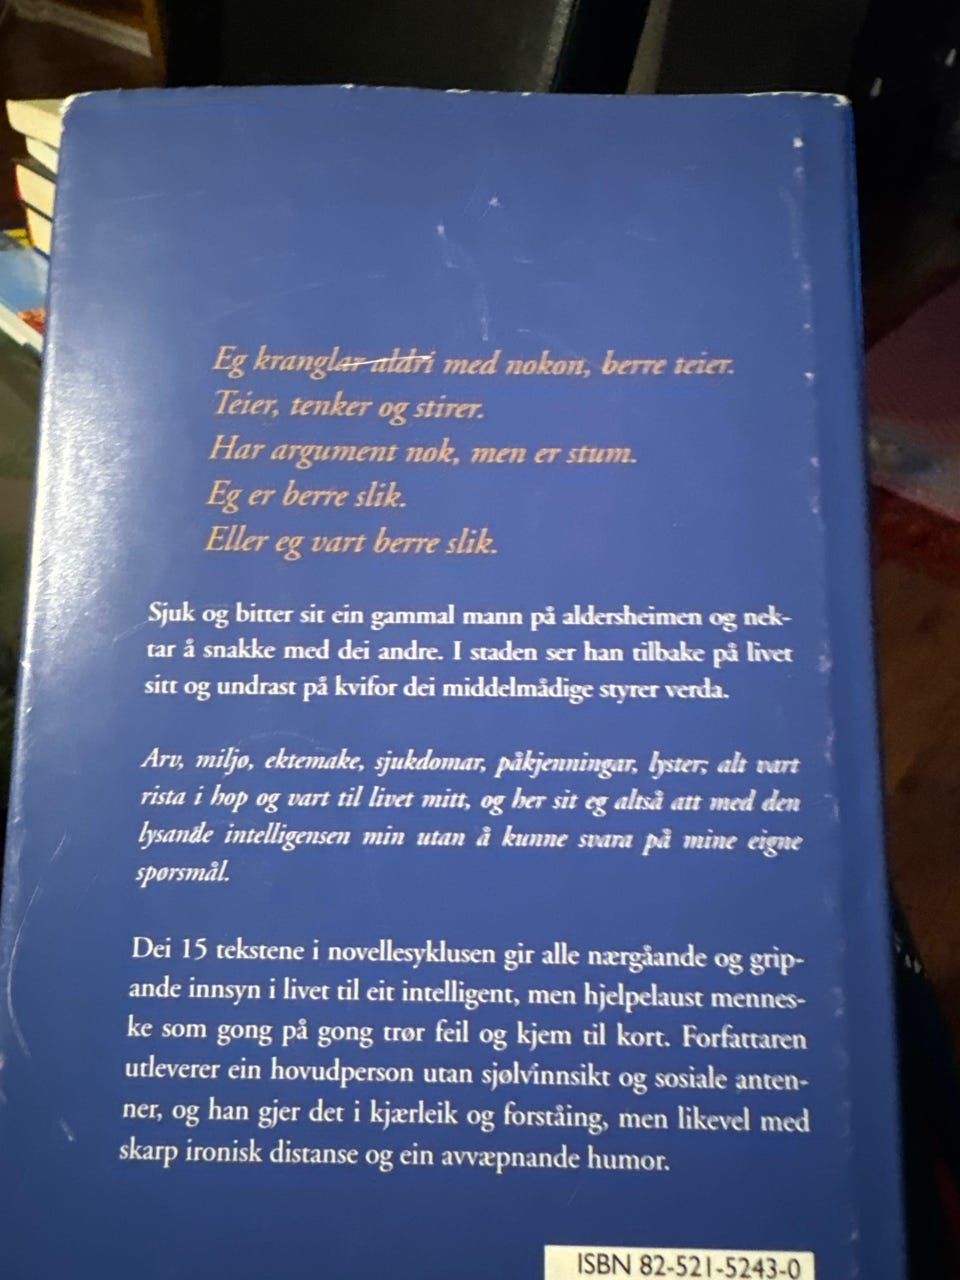 Eg kranglar aldri med nokon, berre teier.
Teier, tenker og stirer.
Har argument nok, men er stum.
Eg er berre slik.
Eller eg vart berre slik.
Sjuk og bitter sit ein gammal mann på aldersheimen og nek-
tar å snakke med dei andre. I staden ser han tilbake på livet
sitt og undrast på kvifor dei middelmådige styrer verda.
Arv, miljø, ektemake, sjukdomar, påkjenningar, lyster; alt vart
rista i hop og vart til livet mitt, og her sit eg altså att med den
lysande intelligensen min utan å kunne svara på mine eigne
spørsmål.
Dei 15 tekstene i novellesyklusen gir alle nærgåande og grip-
ande innsyn i livet til eit intelligent, men hjelpelaust mennes-
ke som gong på gong trør feil og kjem til kort. Forfattaren
utleverer ein hovudperson utan sjølvinnsikt og sosiale anten-
ner, og han gjer det i kjærleik og forståing, men likevel med
skarp ironisk distanse og ein avvæpnande humor.
ISBN 82-521-5243-0